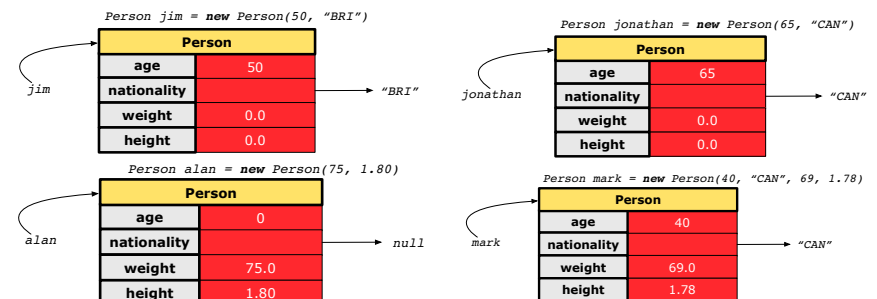 Person jim = new Person(50, “BRI”)
Person
age 50
jim
nationality “BRI”
weight 0.0
height 0.0
Person jonathan = new Person(65, “CAN”)
Person
age 65
jonathan
nationality “CAN”
weight 0.0
height 0.0
Person alan = new Person(75, 1.80)
Person
age 0
alan
nationality null
weight 75.0
height 1.80
Person mark = new Person(40, “CAN”, 69, 1.78)
Person
age 40
mark
nationality “CAN”
weight 69.0
height 1.78